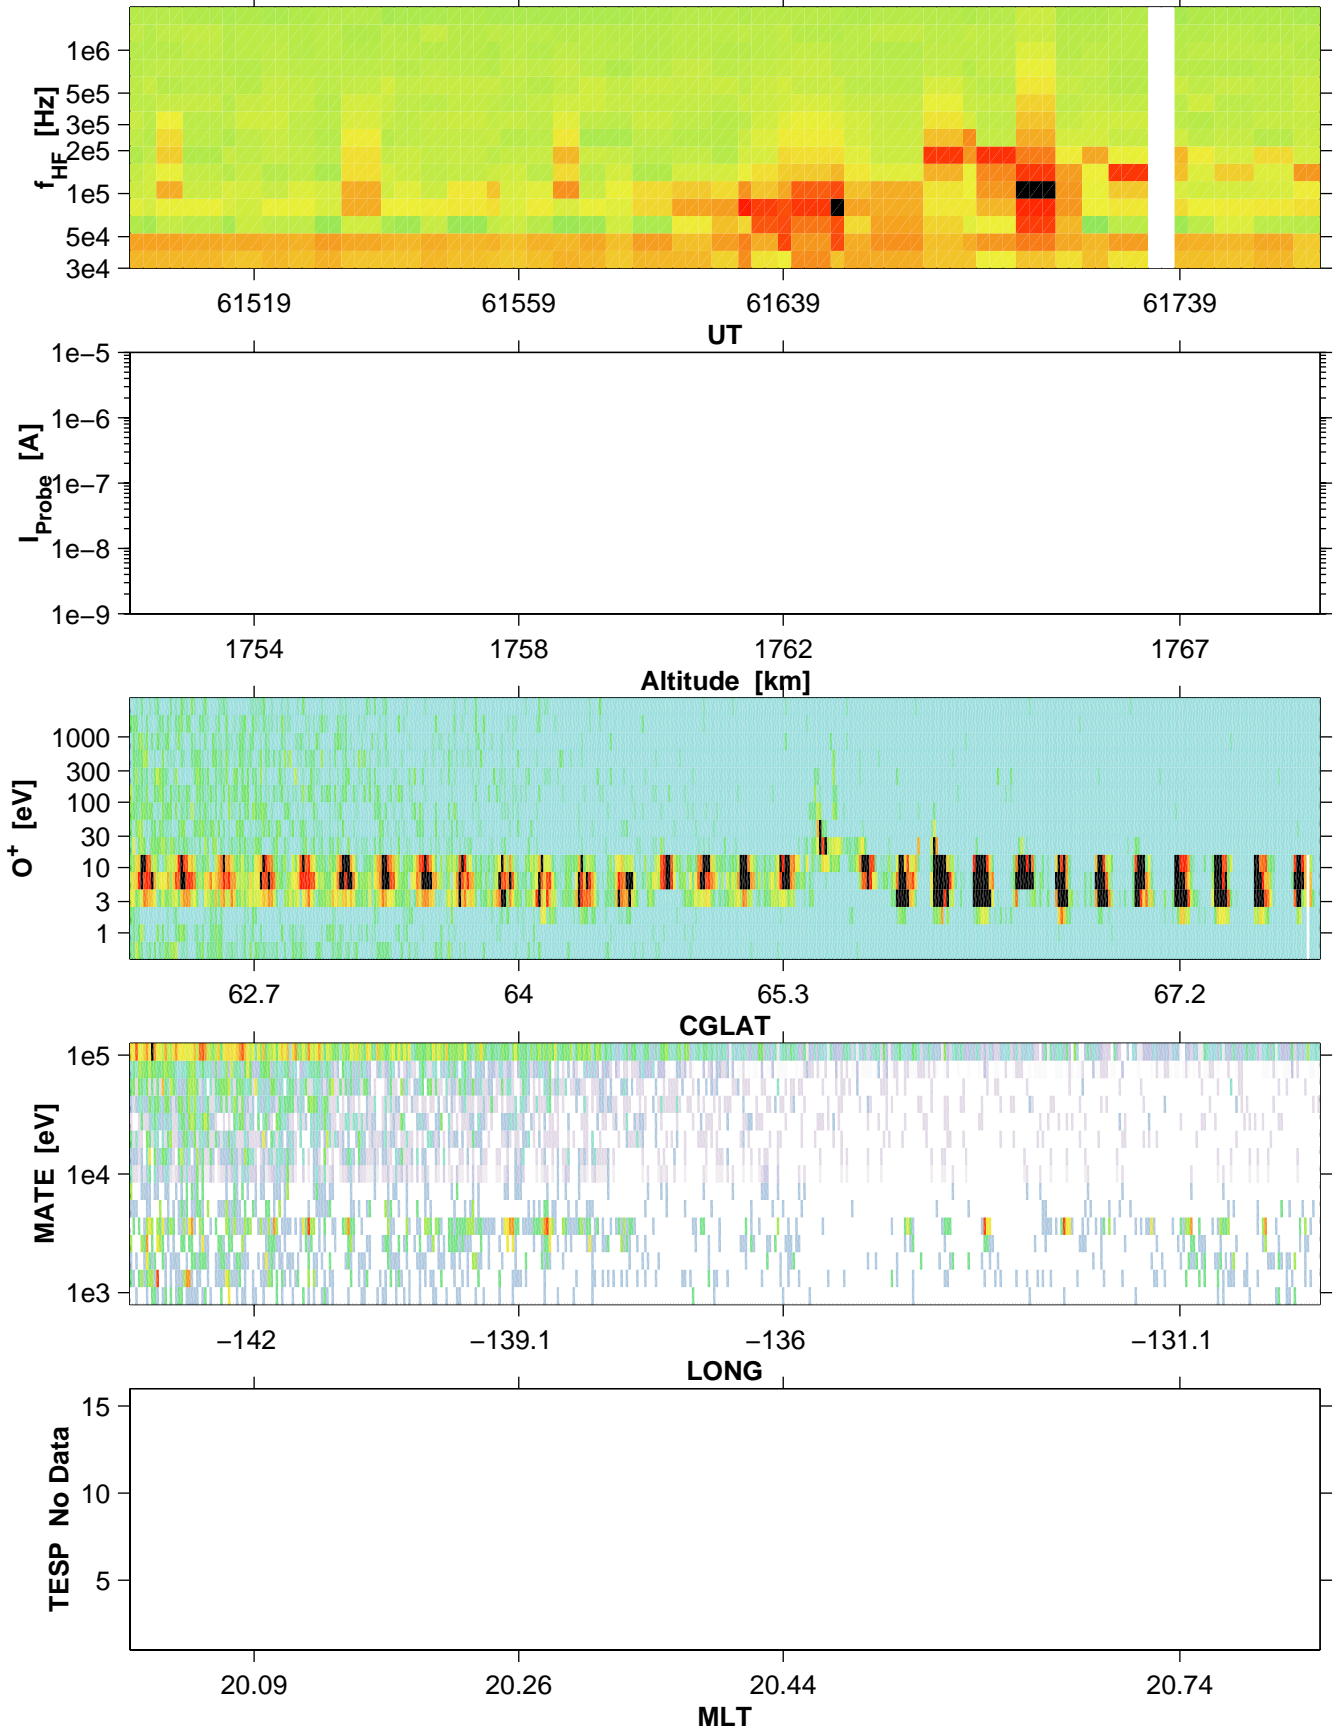 1e6
5e5
3e5
2e5
1e5
5e4
3e4
f_HF [Hz]
61519 61559 61639 61739
UT
1e−5
1e−6
1e−7
1e−8
1e−9
I_Probe [A]
1754 1758 1762 1767
Altitude [km]
1000
300
100
30
10
3
1
O⁺ [eV]
62.7 64 65.3 67.2
CGLAT
1e5
1e4
1e3
MATE [eV]
−142 −139.1 −136 −131.1
LONG
15
10
5
TESP No Data
20.09 20.26 20.44 20.74
MLT